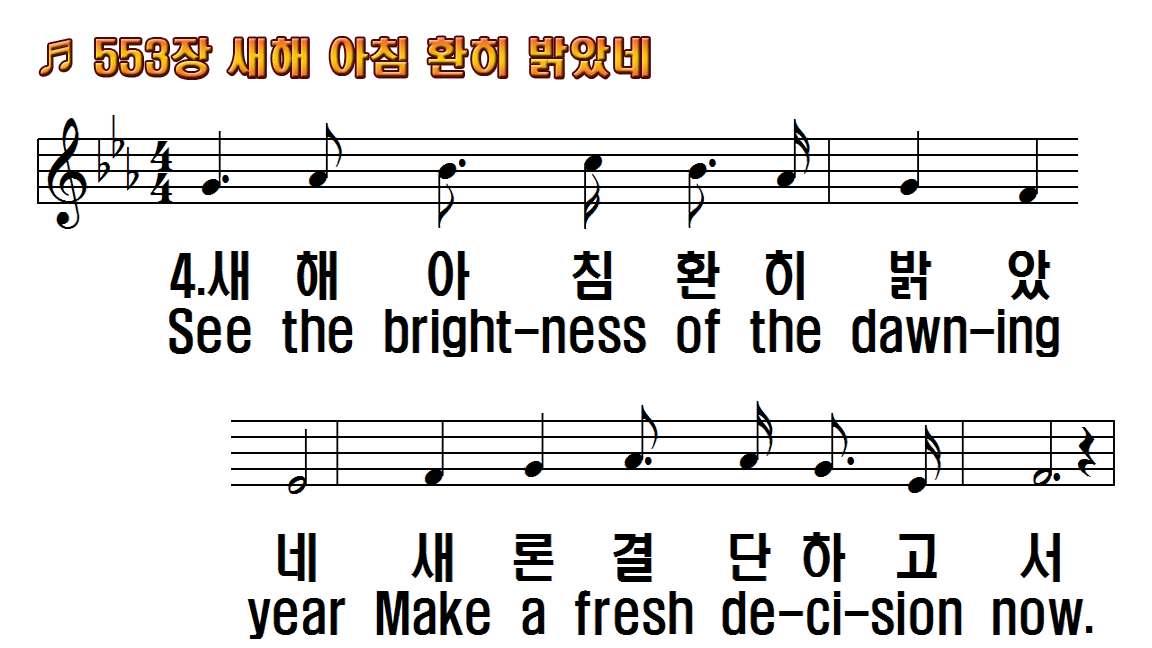 553장 새해 아침 환히 밝았네
4.새 해 아 침 환 히 밝 았
See the bright-ness of the dawn-ing
네 새 론 결 단 하 고 서
year Make a fresh de-ci-sion now.